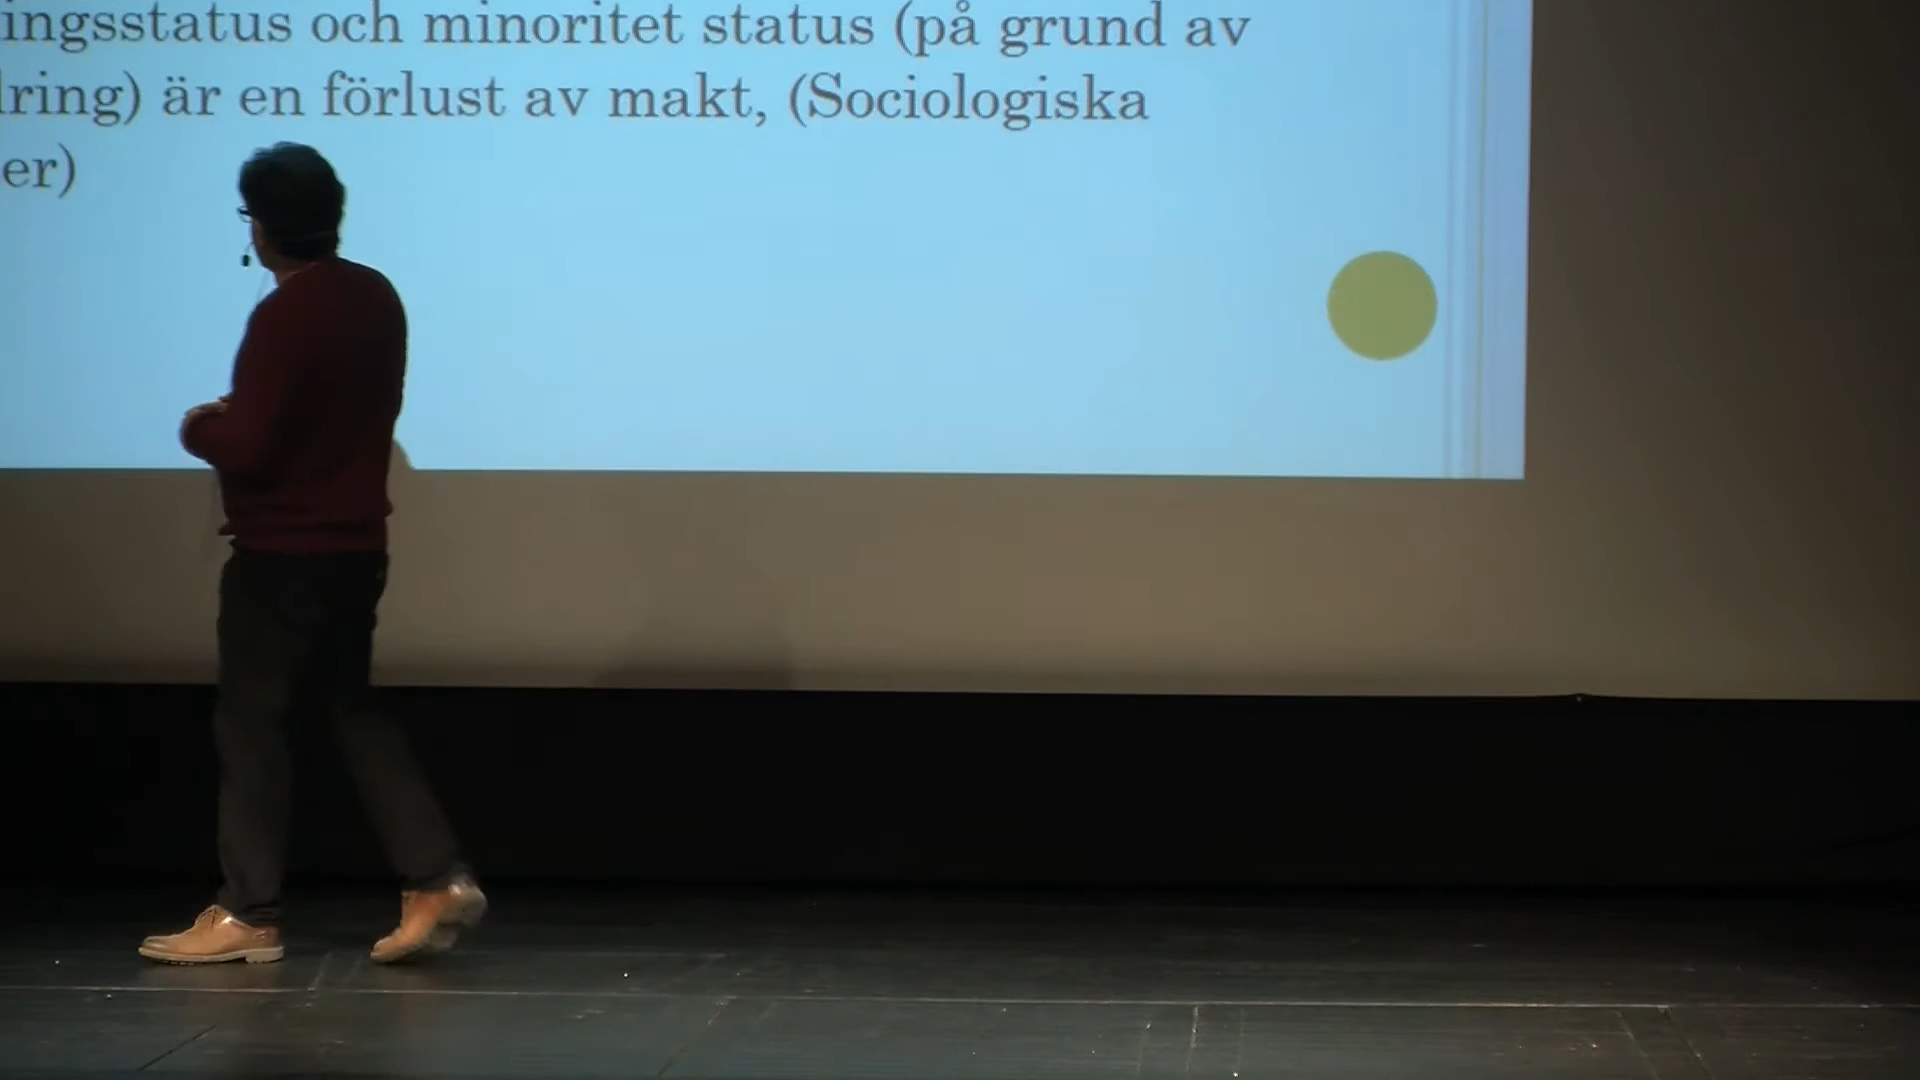 ingsstatus och minoritet status (på grund av
lring) är en förlust av makt, (Sociologiska
er)